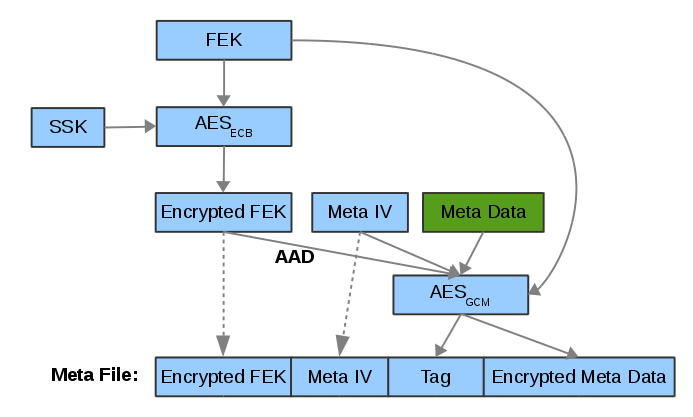 FEK
SSK
AES ECB
Encrypted FEK
Meta IV
Meta Data
AAD
AES GCM
Meta File:
Encrypted FEK
Meta IV
Tag
Encrypted Meta Data